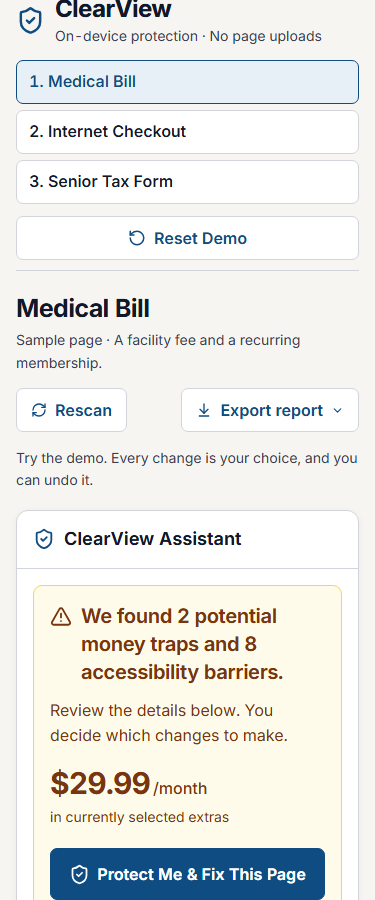 ClearView
On-device protection · No page uploads
1. Medical Bill
2. Internet Checkout
3. Senior Tax Form
Reset Demo
Medical Bill
Sample page · A facility fee and a recurring
membership.
Rescan
Export report
Try the demo. Every change is your choice, and you
can undo it.
ClearView Assistant
We found 2 potential
money traps and 8
accessibility barriers.
Review the details below. You
decide which changes to make.
$29.99/month
in currently selected extras
Protect Me & Fix This Page